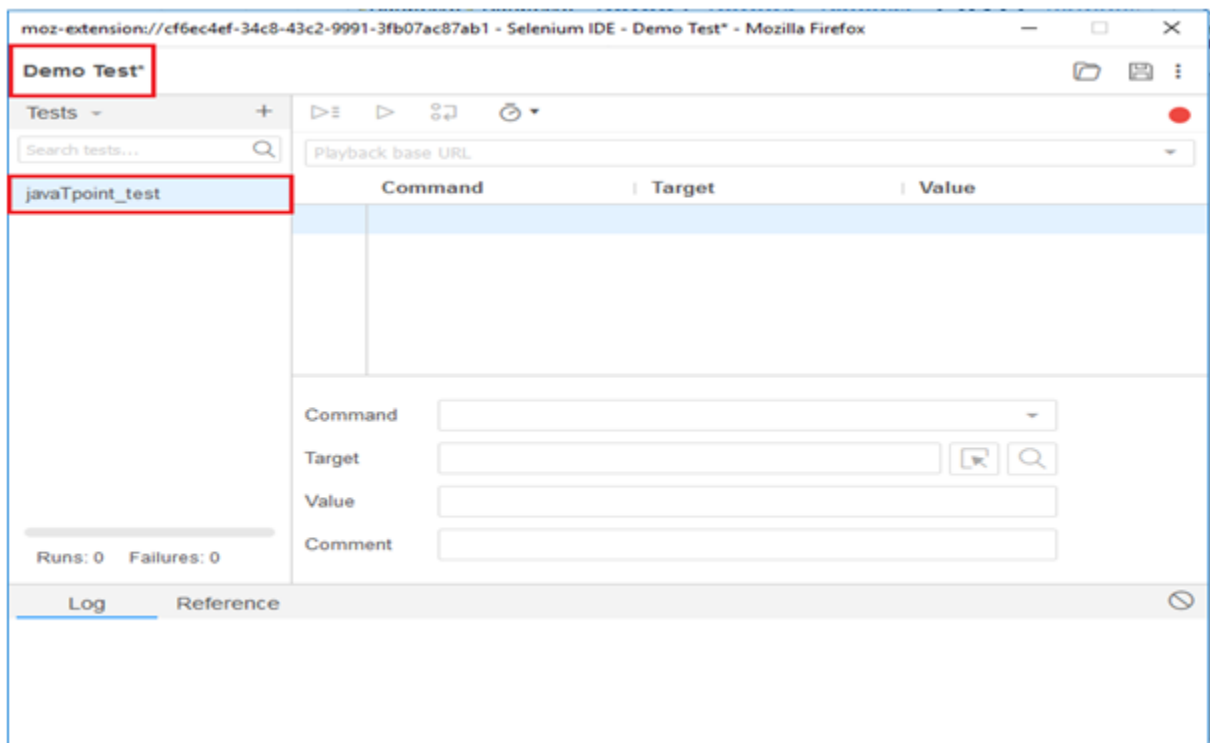 moz-extension://cf6ec4ef-34c8-43c2-9991-3fb07ac87ab1 - Selenium IDE - Demo Test* - Mozilla Firefox
Demo Test*
Tests
Search tests...
javaTpoint_test
Runs: 0 Failures: 0
Playback base URL
Command Target Value
Command
Target
Value
Comment
Log Reference